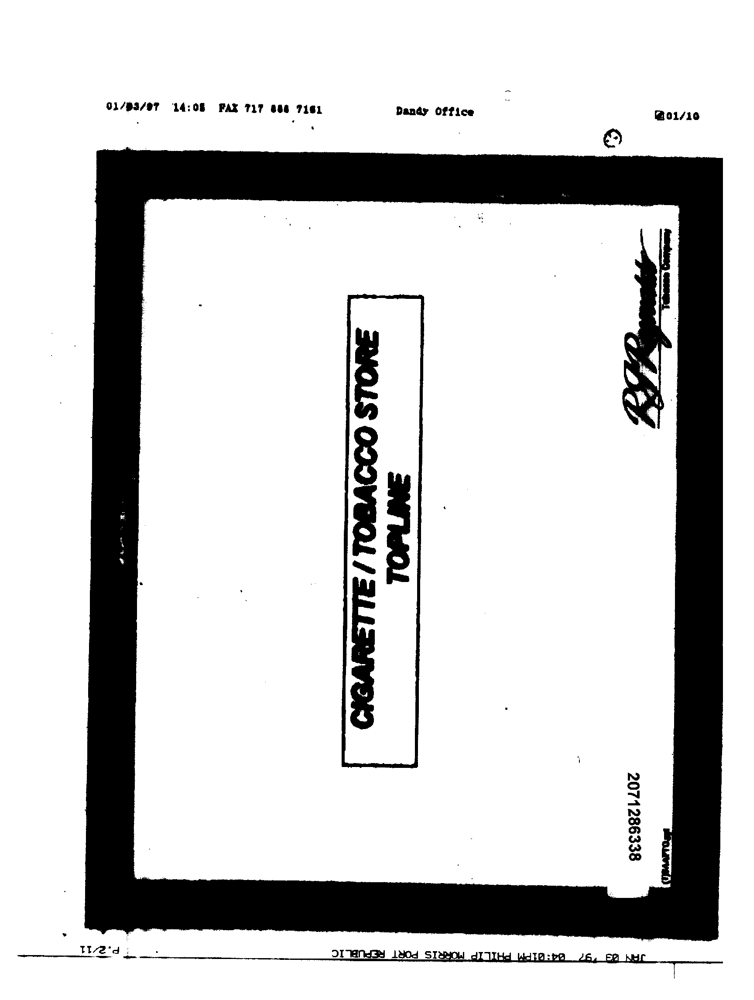 01/03/97 14:05 FAX 717 888 7161 Dandy Office 01/10
CIGARETTE / TOBACCO STORE
TOPLINE
RJReynolds
Tobacco Company
2071286338
JAN 03 '97 04:01PM PHILIP MORRIS PORT REPUBLIC P.2/11